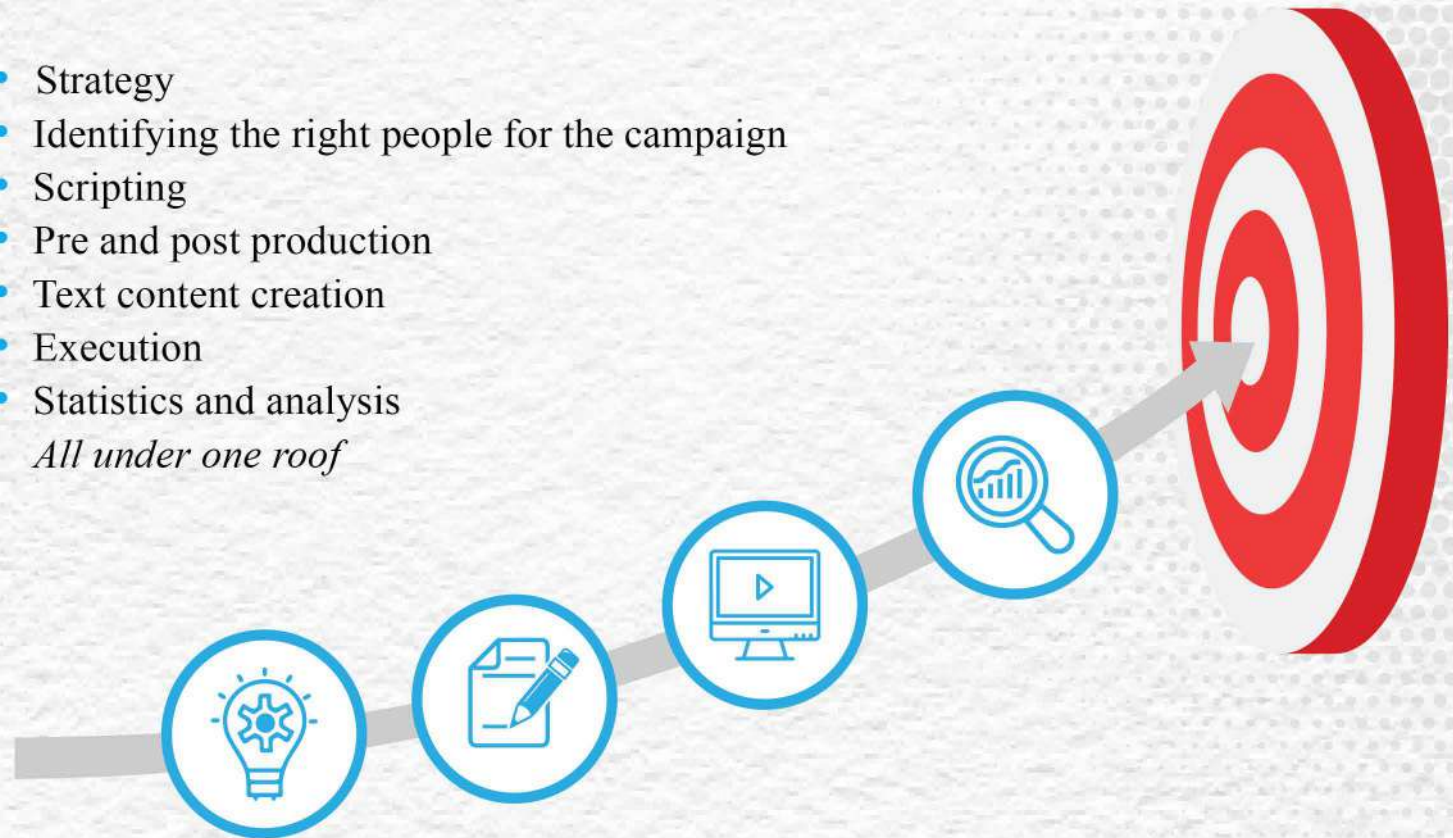 • Strategy
• Identifying the right people for the campaign
• Scripting
• Pre and post production
• Text content creation
• Execution
• Statistics and analysis
All under one roof